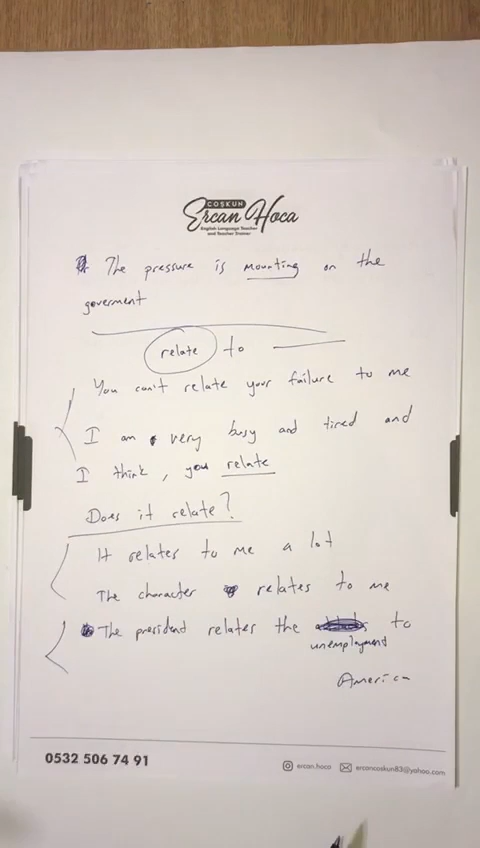 COŞKUN
Ercan Hoca
English Language Teacher
and Teacher Trainer
The pressure is mounting on the
goverment
relate to
You can't relate your failure to me
I am very busy and tired and
I think, you relate
Does it relate?
It relates to me a lot
The character relates to me
The president relates the to
unemployment
America
0532 506 74 91
ercan.hoca ercancoskun83@yahoo.com